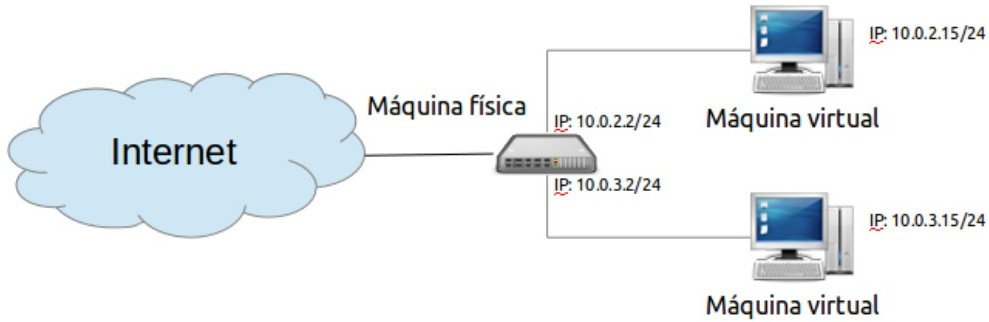 IP: 10.0.2.15/24
Máquina física
IP: 10.0.2.2/24
Máquina virtual
Internet
IP: 10.0.3.2/24
IP: 10.0.3.15/24
Máquina virtual